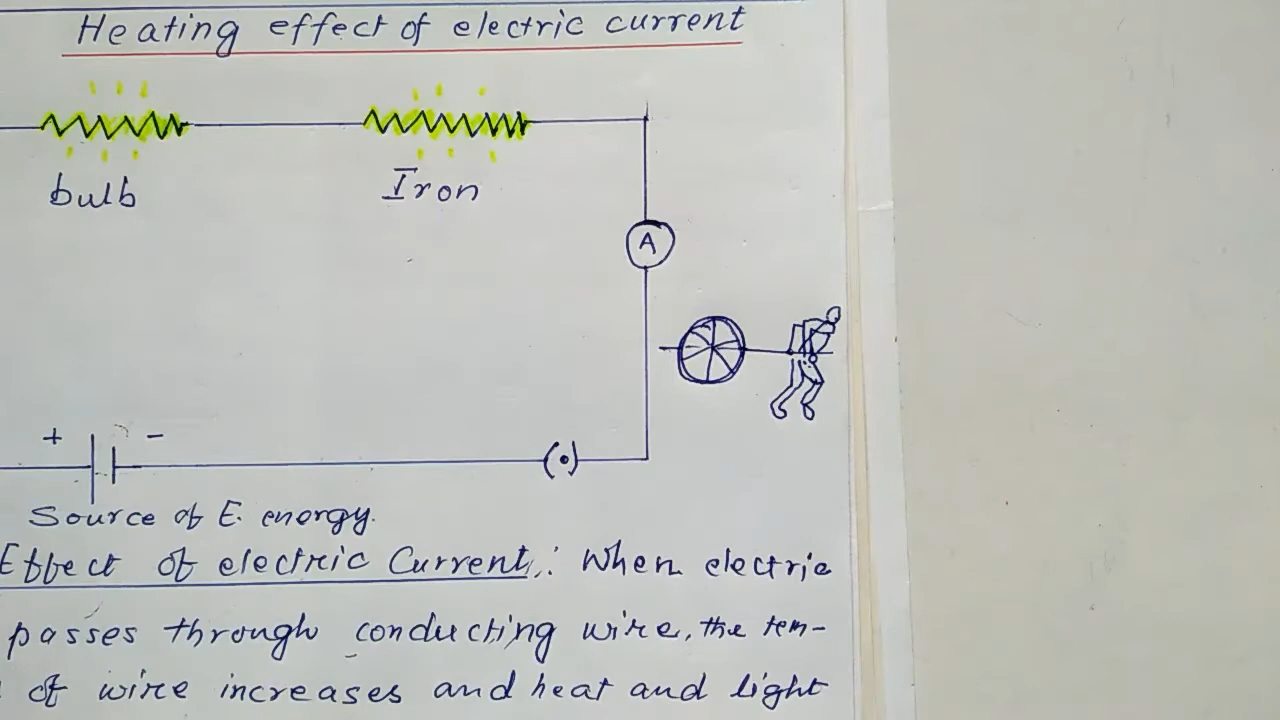 Heating effect of electric current
bulb
Iron
A
+ -
Source of E. energy.
Effect of electric Current,: When electric
passes through conducting wire, the tem-
of wire increases and heat and light